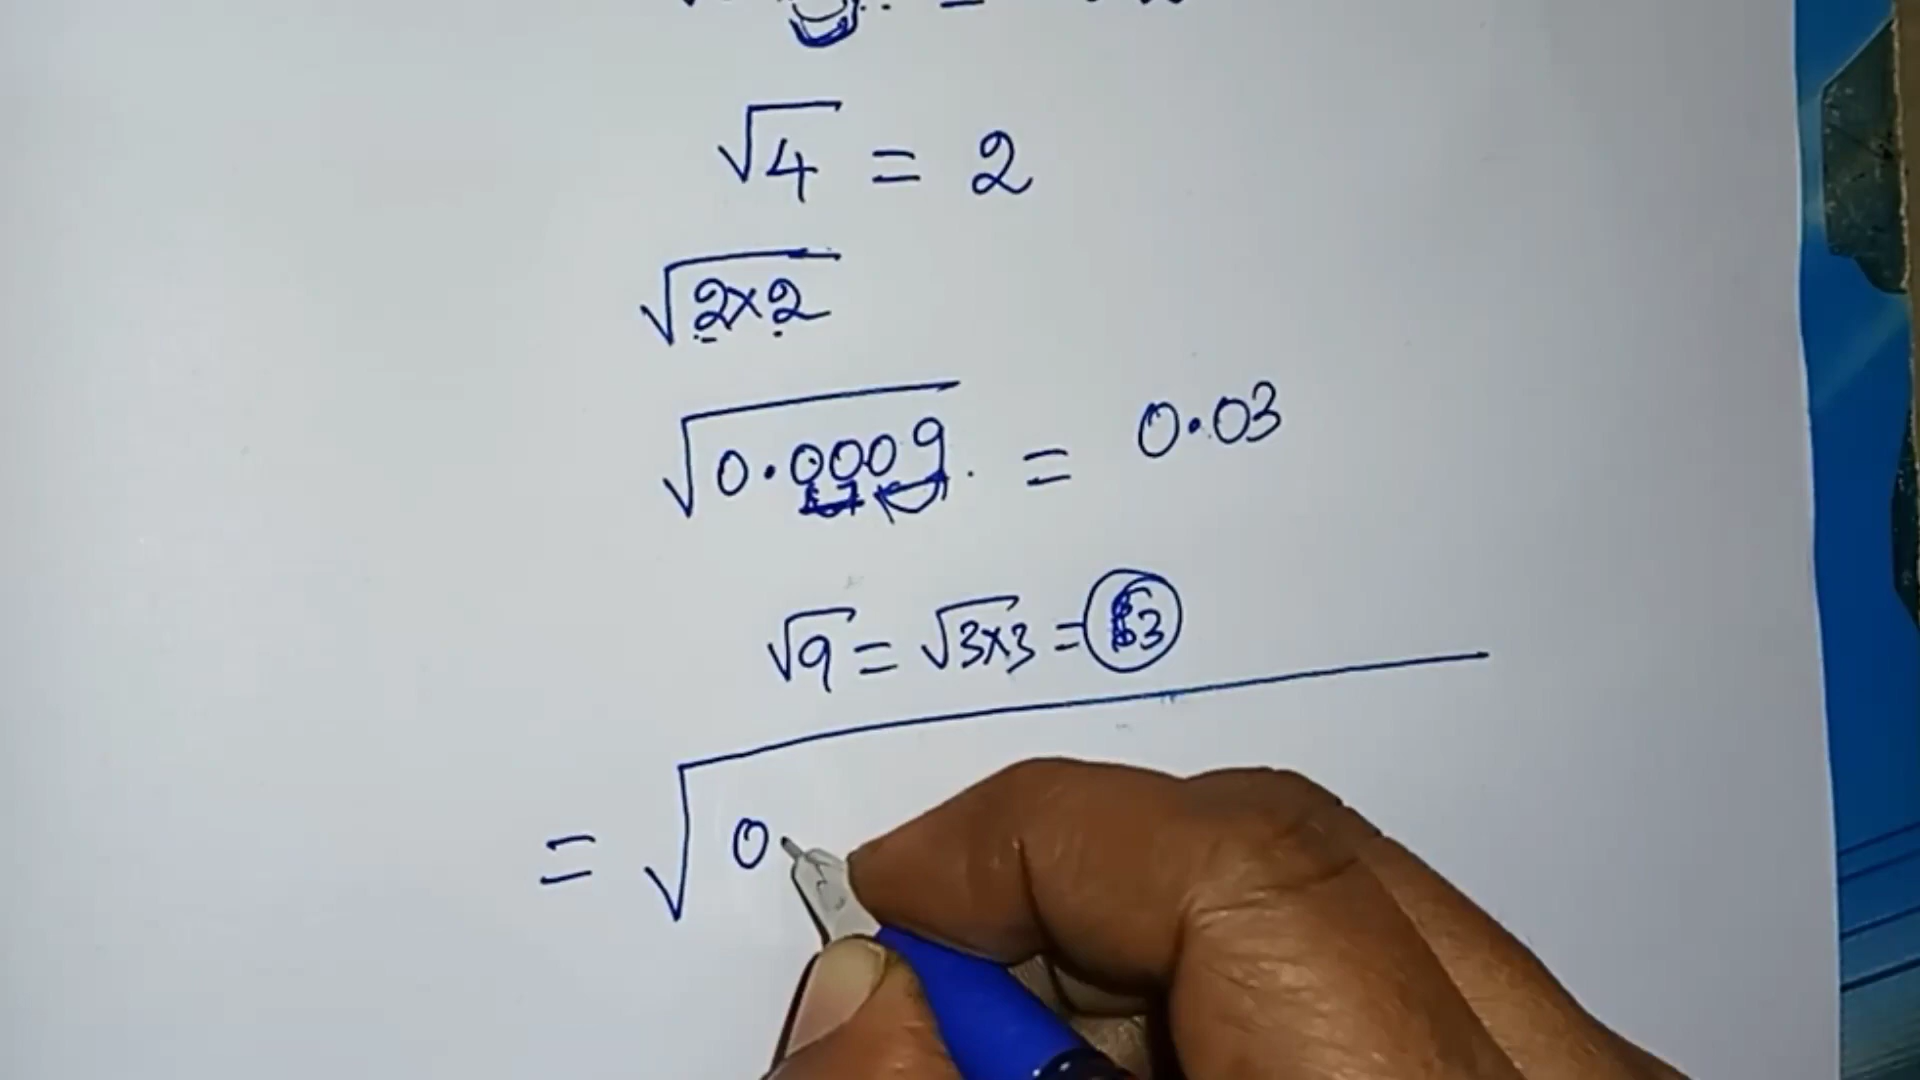 √4 = 2
√2×2
√0.0009 = 0.03
√9 = √3×3 = 3
= √0.